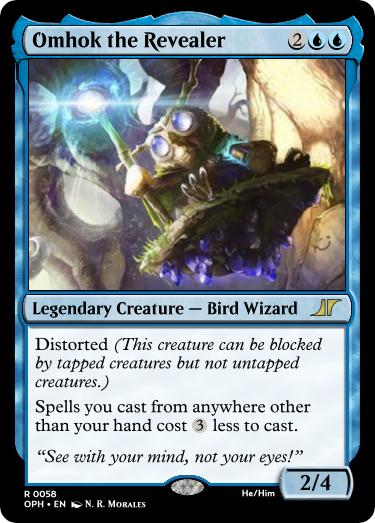 Omhok the Revealer 2
Legendary Creature — Bird Wizard
Distorted (This creature can be blocked
by tapped creatures but not untapped
creatures.)
Spells you cast from anywhere other
than your hand cost 3 less to cast.
“See with your mind, not your eyes!”
2/4
R 0058
OPH • EN N. R. Morales
He/Him